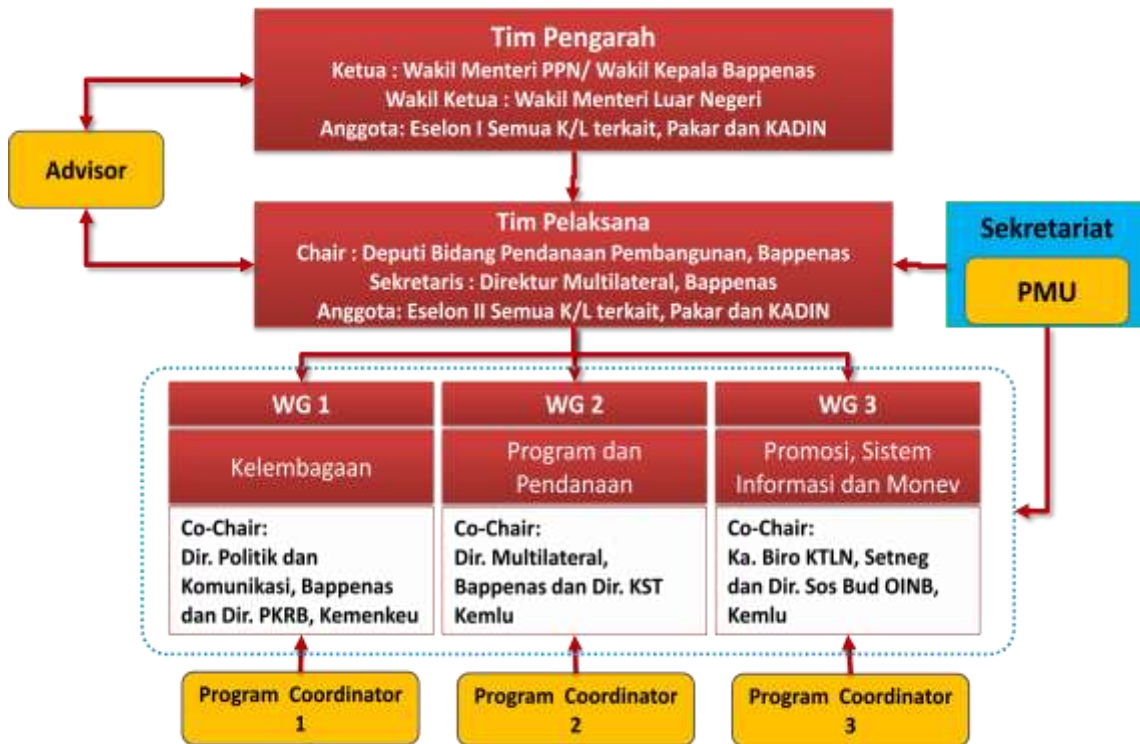 Tim Pengarah
Ketua : Wakil Menteri PPN/ Wakil Kepala Bappenas
Wakil Ketua : Wakil Menteri Luar Negeri
Anggota: Eselon I Semua K/L terkait, Pakar dan KADIN
Advisor
Tim Pelaksana
Chair : Deputi Bidang Pendanaan Pembangunan, Bappenas
Sekretaris : Direktur Multilateral, Bappenas
Anggota: Eselon II Semua K/L terkait, Pakar dan KADIN
Sekretariat
PMU
WG 1
Kelembagaan
Co-Chair:
Dir. Politik dan
Komunikasi, Bappenas
dan Dir. PKRB, Kemenkeu
WG 2
Program dan
Pendanaan
Co-Chair:
Dir. Multilateral,
Bappenas dan Dir. KST
Kemlu
WG 3
Promosi, Sistem
Informasi dan Monev
Co-Chair:
Ka. Biro KTLN, Setneg
dan Dir. Sos Bud OINB,
Kemlu
Program Coordinator
1
Program Coordinator
2
Program Coordinator
3